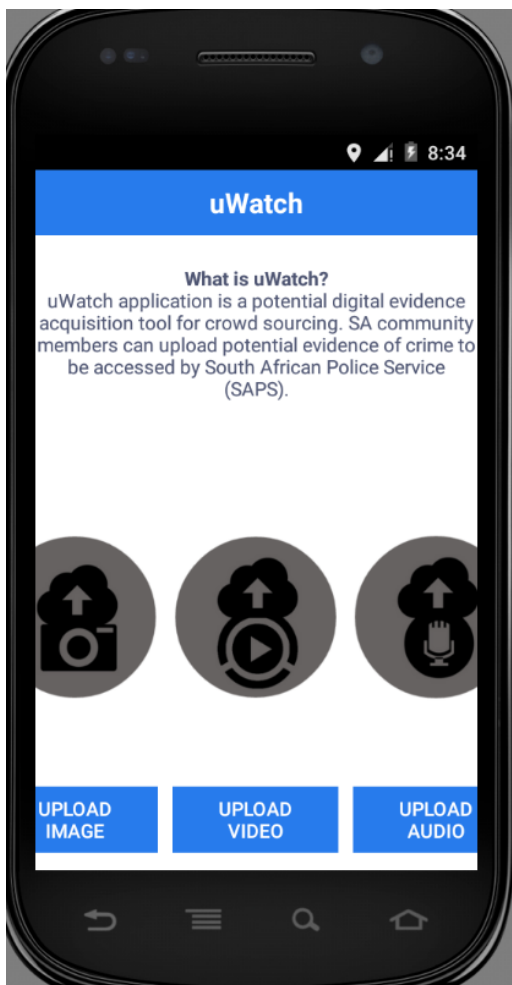 8:34
uWatch
What is uWatch?
uWatch application is a potential digital evidence
acquisition tool for crowd sourcing. SA community
members can upload potential evidence of crime to
be accessed by South African Police Service
(SAPS).
UPLOAD IMAGE
UPLOAD VIDEO
UPLOAD AUDIO